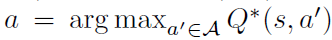 a = arg max_{a'∈𝒜} Q*(s, a')